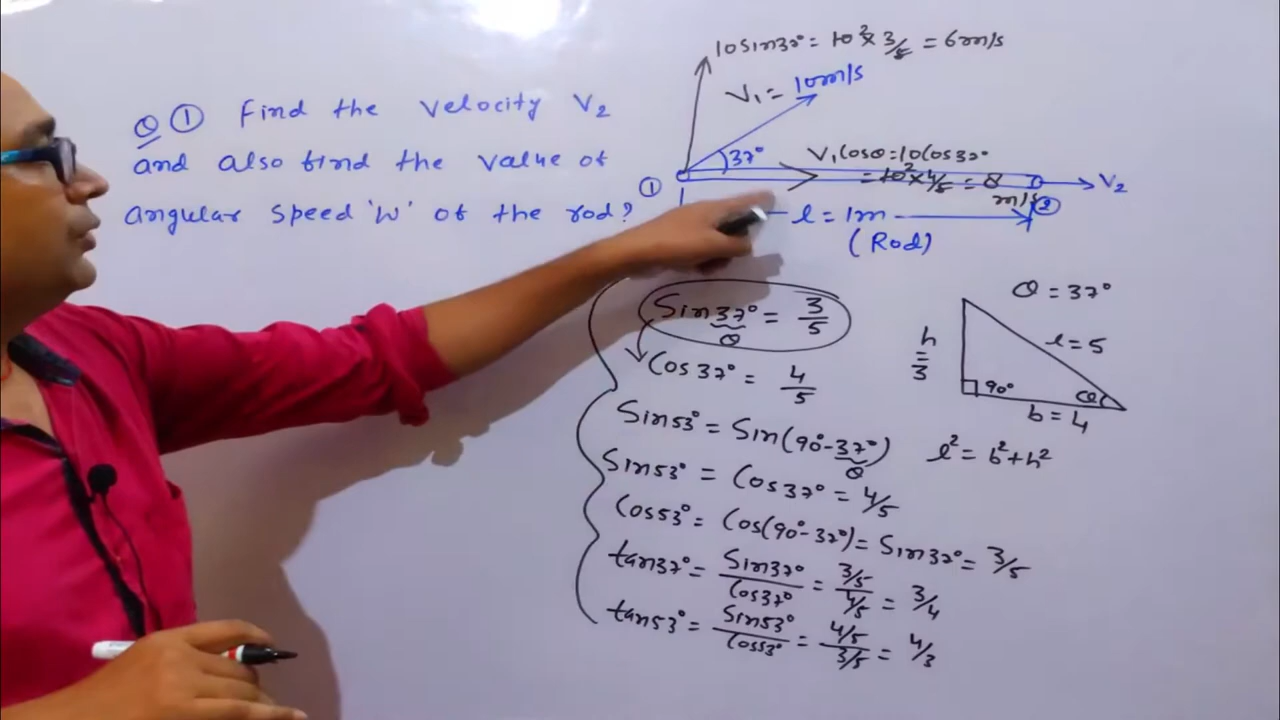 Q ① find the velocity V₂
and also find the value of
angular speed 'W' of the rod?
10sin37° = 10² × 3/5 = 6m/s
V₁ = 10m/s
37°
V₁Cosθ = 10Cos37°
= 10² × 4/5 = 8
m/s
V₂
①
②
l = 1m
(Rod)
Sin37° = 3/5
θ
Cos37° = 4/5
Sin53° = Sin(90° - 37°)
θ
Sin53° = Cos37° = 4/5
Cos53° = Cos(90° - 37°) = Sin37° = 3/5
tan37° = Sin37°/Cos37° = 3/5/4/5 = 3/4
tan53° = Sin53°/Cos53° = 4/5/3/5 = 4/3
θ = 37°
h = 3
l = 5
90°
θ
b = 4
l² = b² + h²